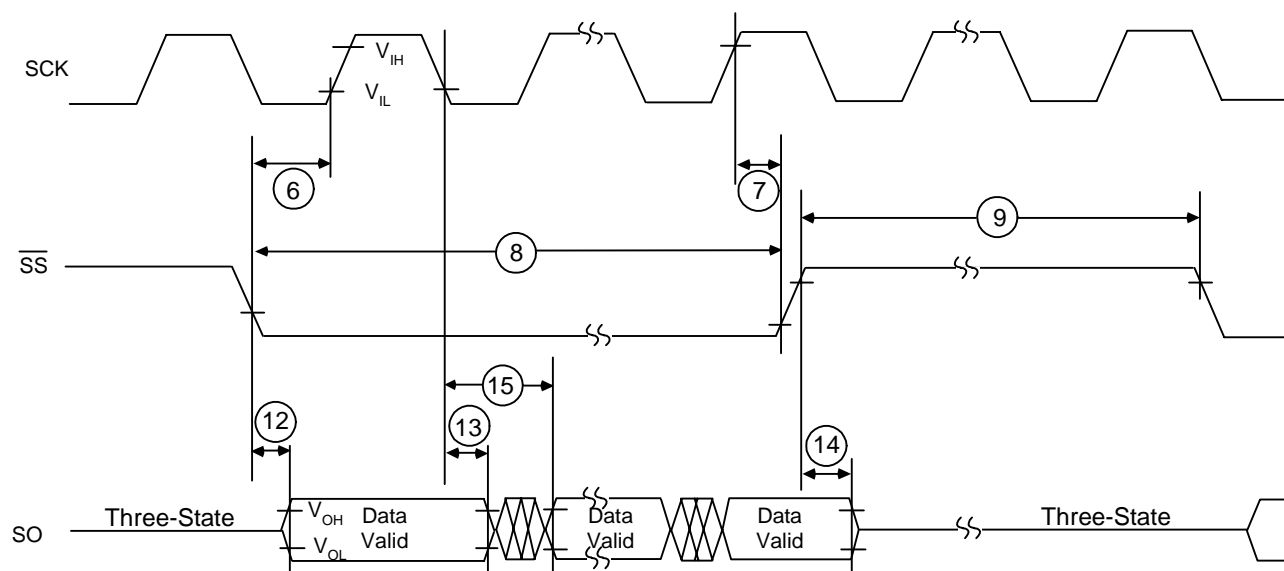 SCK
V_IH
V_IL
6
7
9
8
S̅S̅
15
12
13
14
SO
Three-State
V_OH
V_OL
Data
Valid
Data
Valid
Data
Valid
Three-State